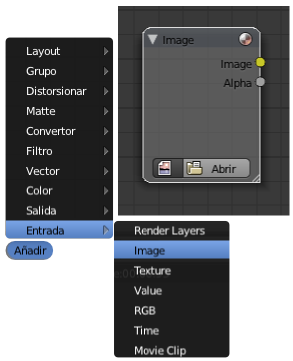 Layout
Grupo
Distorsionar
Matte
Convertor
Filtro
Vector
Color
Salida
Entrada
Añadir
Image
Image
Alpha
Abrir
Render Layers
Image
Texture
Value
RGB
Time
Movie Clip